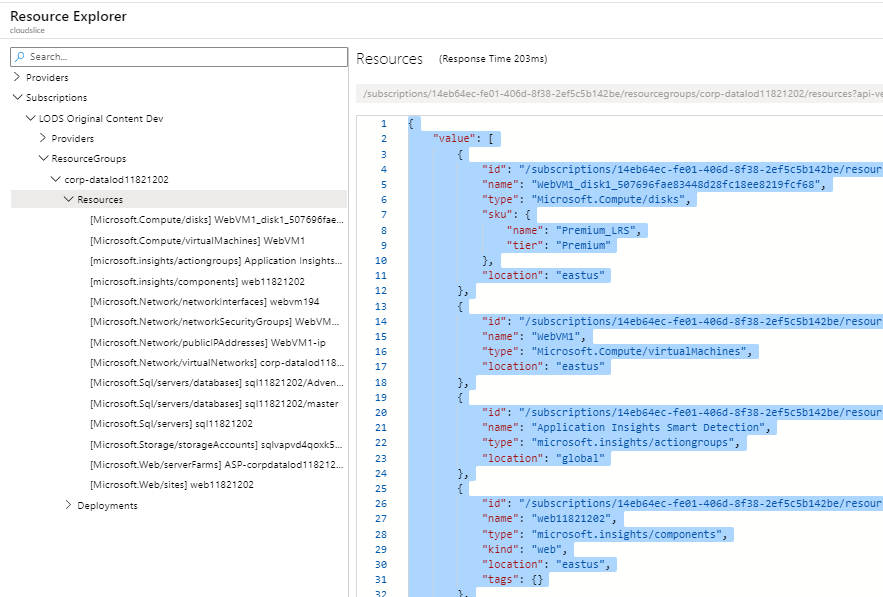 Resource Explorer
cloudslice
Search...
Providers
Subscriptions
LODS Original Content Dev
Providers
ResourceGroups
corp-datalod11821202
Resources
[Microsoft.Compute/disks] WebVM1_disk1_507696fae...
[Microsoft.Compute/virtualMachines] WebVM1
[microsoft.insights/actiongroups] Application Insights...
[microsoft.insights/components] web11821202
[Microsoft.Network/networkInterfaces] webvm194
[Microsoft.Network/networkSecurityGroups] WebVM...
[Microsoft.Network/publicIPAddresses] WebVM1-ip
[Microsoft.Network/virtualNetworks] corp-datalod118...
[Microsoft.Sql/servers/databases] sql11821202/Adven...
[Microsoft.Sql/servers/databases] sql11821202/master
[Microsoft.Sql/servers] sql11821202
[Microsoft.Storage/storageAccounts] sqlvapvd4qoxk5...
[Microsoft.Web/serverFarms] ASP-corpdatalod118212...
[Microsoft.Web/sites] web11821202
Deployments
Resources (Response Time 203ms)
/subscriptions/14eb64ec-fe01-406d-8f38-2ef5c5b142be/resourcegroups/corp-datalod11821202/resources?api-ve
1 {
2 "value": [
3 {
4 "id": "/subscriptions/14eb64ec-fe01-406d-8f38-2ef5c5b142be/resour
5 "name": "WebVM1_disk1_507696fae83448d28fc18ee8219fcf68",
6 "type": "Microsoft.Compute/disks",
7 "sku": {
8 "name": "Premium_LRS",
9 "tier": "Premium"
10 },
11 "location": "eastus"
12 },
13 {
14 "id": "/subscriptions/14eb64ec-fe01-406d-8f38-2ef5c5b142be/resour
15 "name": "WebVM1",
16 "type": "Microsoft.Compute/virtualMachines",
17 "location": "eastus"
18 },
19 {
20 "id": "/subscriptions/14eb64ec-fe01-406d-8f38-2ef5c5b142be/resour
21 "name": "Application Insights Smart Detection",
22 "type": "microsoft.insights/actiongroups",
23 "location": "global"
24 },
25 {
26 "id": "/subscriptions/14eb64ec-fe01-406d-8f38-2ef5c5b142be/resour
27 "name": "web11821202",
28 "type": "microsoft.insights/components",
29 "kind": "web",
30 "location": "eastus",
31 "tags": {}
32 },